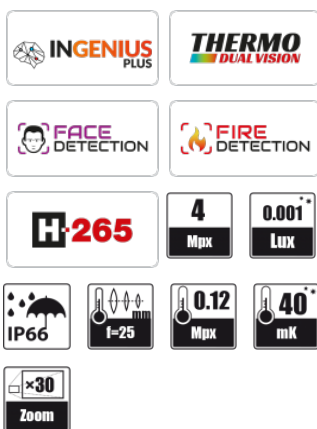 INGENIUS
PLUS
THERMO
DUAL VISION
FACE
DETECTION
FIRE
DETECTION
H·265
4
Mpx
0.001**
Lux
IP66
f=25
0.12
Mpx
40**
mK
×30
Zoom